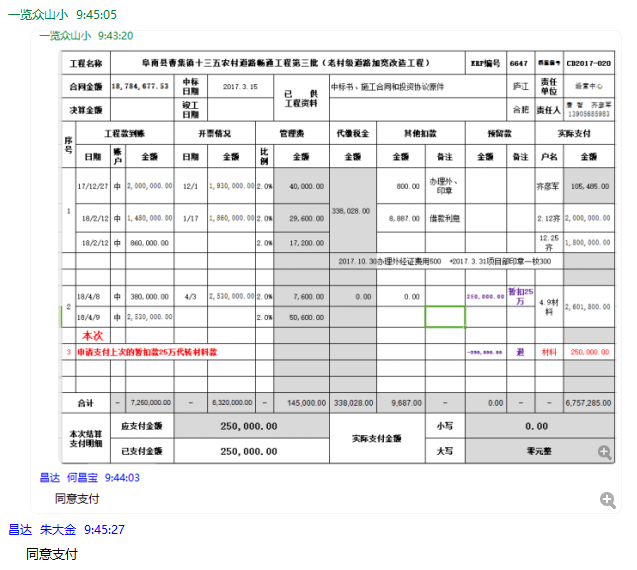 一览众山小 9:45:05
一览众山小 9:43:20
工程名称 阜南县曹集镇十三五农村道路畅通工程第三批（老村级道路加宽改造工程） ERP编号 6647 CD2017-020
合同金额 18,784,677.53 中标日期 2017.3.15 已 供 工程资料 中标书、施工合同和投资协议原件 庐江 责任单位 运营中心
决算金额 竣工日期 合肥 责任人 齐彦军 13905685983
序号 工程款到账 开票情况 管理费 代缴税金 其他扣款 预留款 实际支付
日期 账户 金额 日期 金额 比例 金额 金额 金额 备注 金额 备注 户名 金额
1 17/12/27 中 2,000,000.00 12/1 1,930,000.00 2.0% 40,000.00 338,028.00 800.00 办理外、印章 齐彦军 105,485.00
18/2/12 中 1,480,000.00 1/17 1,860,000.00 2.0% 29,600.00 8,887.00 借款利息 2.12齐 2,000,000.00
18/2/12 中 860,000.00 2.0% 17,200.00 12.25齐 1,800,000.00
2017.10.30办理外经证费用500 +2017.3.31项目部印章一枚300
2 18/4/8 中 380,000.00 4/3 2,530,000.00 2.0% 7,600.00 0.00 0.00 250,000.00 暂扣25万 4.9材料 2,601,800.00
18/4/9 中 2,530,000.00 2.0% 50,600.00
本次
3 申请支付上次的暂扣款25万代转材料款 -250,000.00 退 材料 250,000.00
合计 - 7,250,000.00 - 6,320,000.00 - 145,000.00 338,028.00 9,687.00 - 0.00 - - 6,757,285.00
本次结算支付明细 应支付金额 250,000.00 实际支付金额 小写 0.00
已支付金额 250,000.00 大写 零元整
昌达 何昌宝 9:44:03
同意支付
昌达 朱大金 9:45:27
同意支付